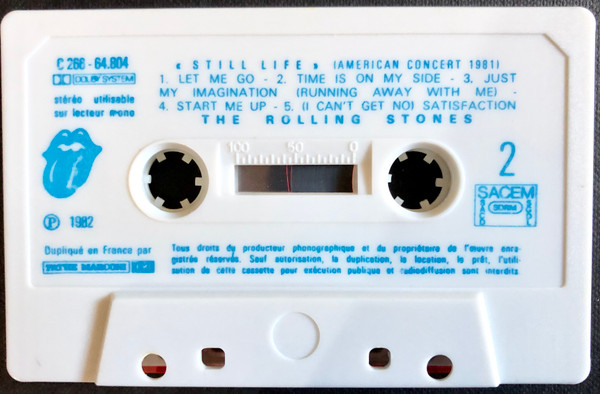 C 266 - 64.804
DOLBY SYSTEM
stéréo utilisable
sur lecteur mono
« STILL LIFE » (AMERICAN CONCERT 1981)
1. LET ME GO - 2. TIME IS ON MY SIDE - 3. JUST
MY IMAGINATION (RUNNING AWAY WITH ME) -
4. START ME UP - 5. (I CAN'T GET NO) SATISFACTION
THE ROLLING STONES
100 50 0
2
SACEM
SACD
SDRM
SGDL
Ⓟ 1982
Dupliqué en France par
PATHE MARCONI
Tous droits du producteur phonographique et du propriétaire de l'œuvre enre-
gistrée réservés. Sauf autorisation, la duplication, la location, le prêt, l'utili-
sation de cette cassette pour exécution publique et radiodiffusion sont interdits